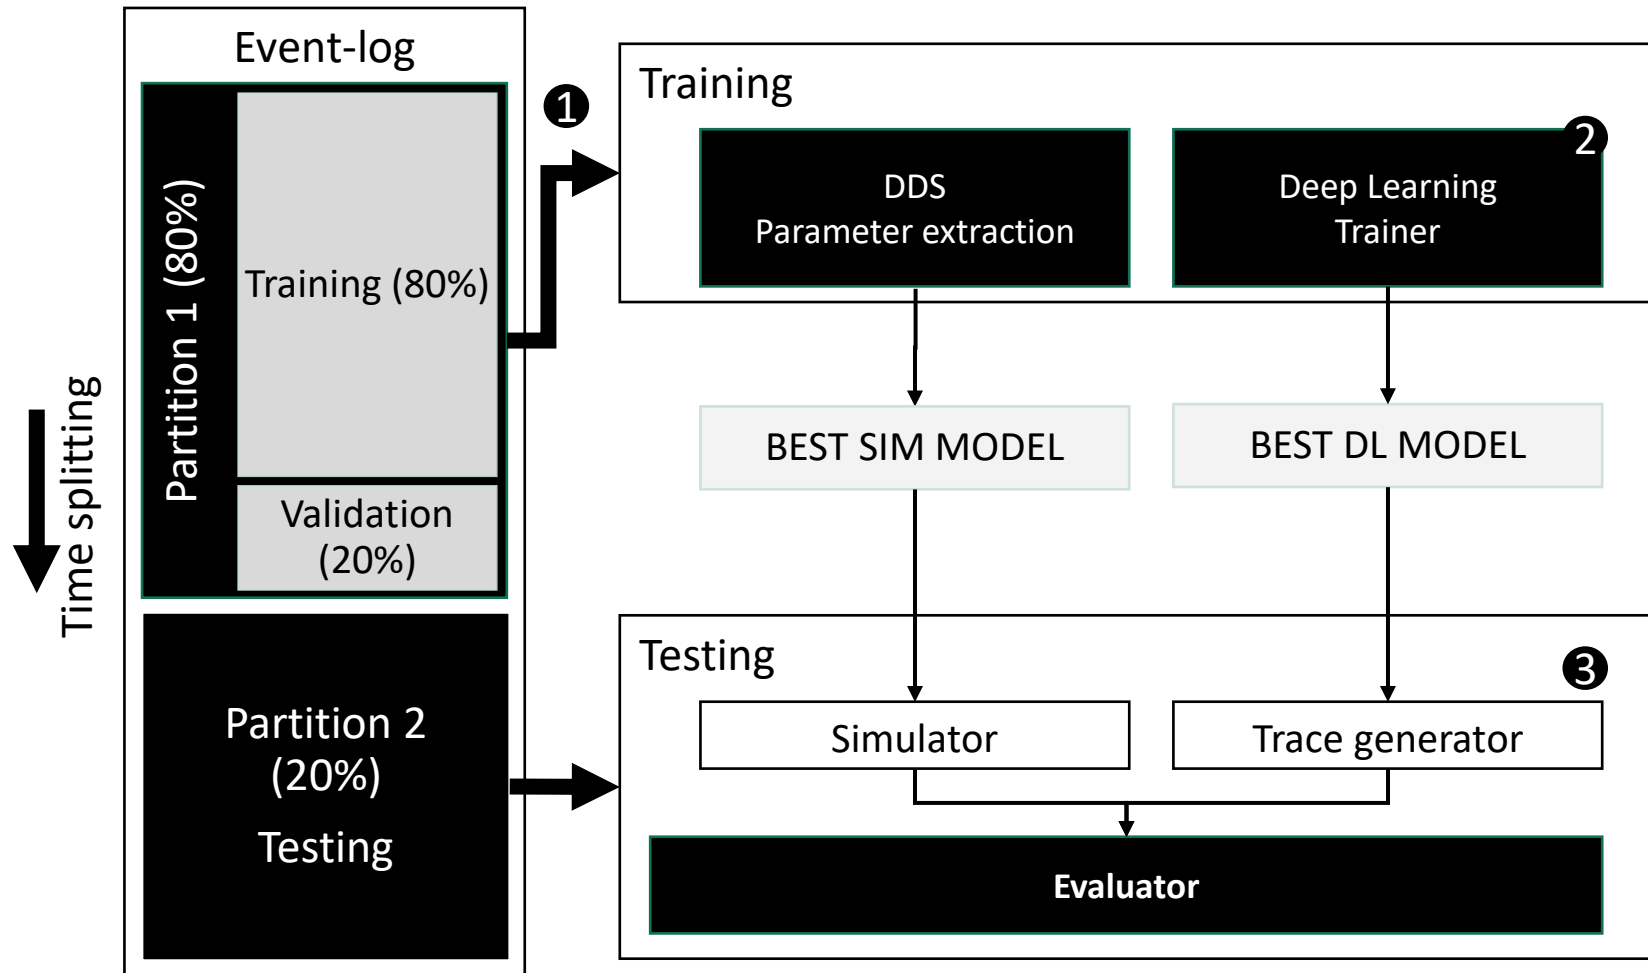 Event-log
Partition 1 (80%)
Training (80%)
Validation
(20%)
Time splitting
Partition 2
(20%)
Testing
1
Training
DDS
Parameter extraction
2
Deep Learning
Trainer
BEST SIM MODEL
BEST DL MODEL
Testing
3
Simulator
Trace generator
Evaluator